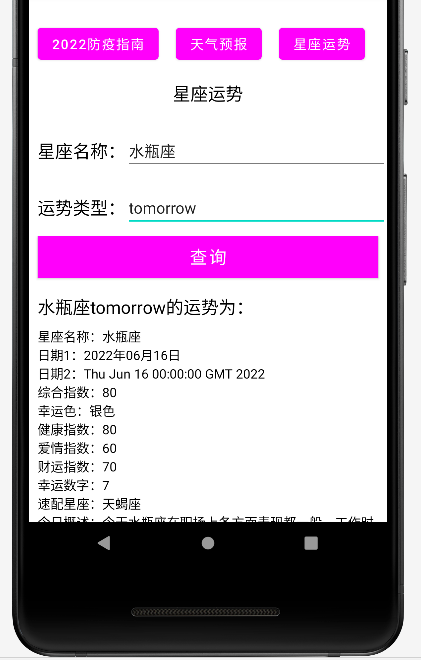 2022防疫指南 天气预报 星座运势
星座运势
星座名称： 水瓶座
运势类型： tomorrow
查询
水瓶座tomorrow的运势为：
星座名称：水瓶座
日期1：2022年06月16日
日期2：Thu Jun 16 00:00:00 GMT 2022
综合指数：80
幸运色：银色
健康指数：80
爱情指数：60
财运指数：70
幸运数字：7
速配星座：天蝎座
今日概述：今天水瓶座在职场上各方面表现都一般，工作时